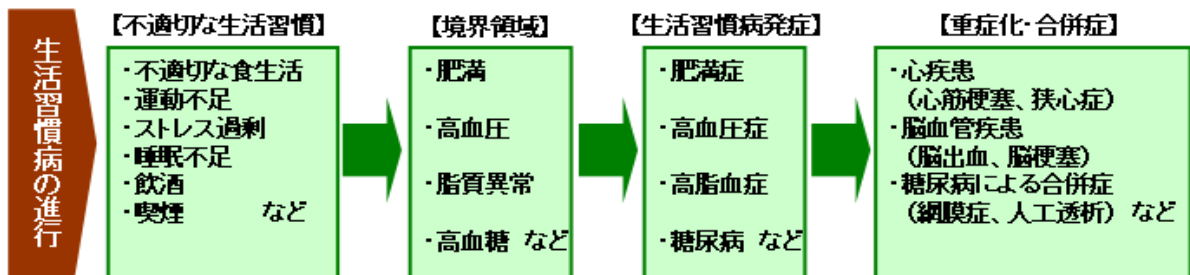 生活習慣病の進行
【不適切な生活習慣】
・不適切な食生活
・運動不足
・ストレス過剰
・睡眠不足
・飲酒
・喫煙 など
【境界領域】
・肥満
・高血圧
・脂質異常
・高血糖 など
【生活習慣病発症】
・肥満症
・高血圧症
・高脂血症
・糖尿病 など
【重症化・合併症】
・心疾患
（心筋梗塞、狭心症）
・脳血管疾患
（脳出血、脳梗塞）
・糖尿病による合併症
（網膜症、人工透析） など